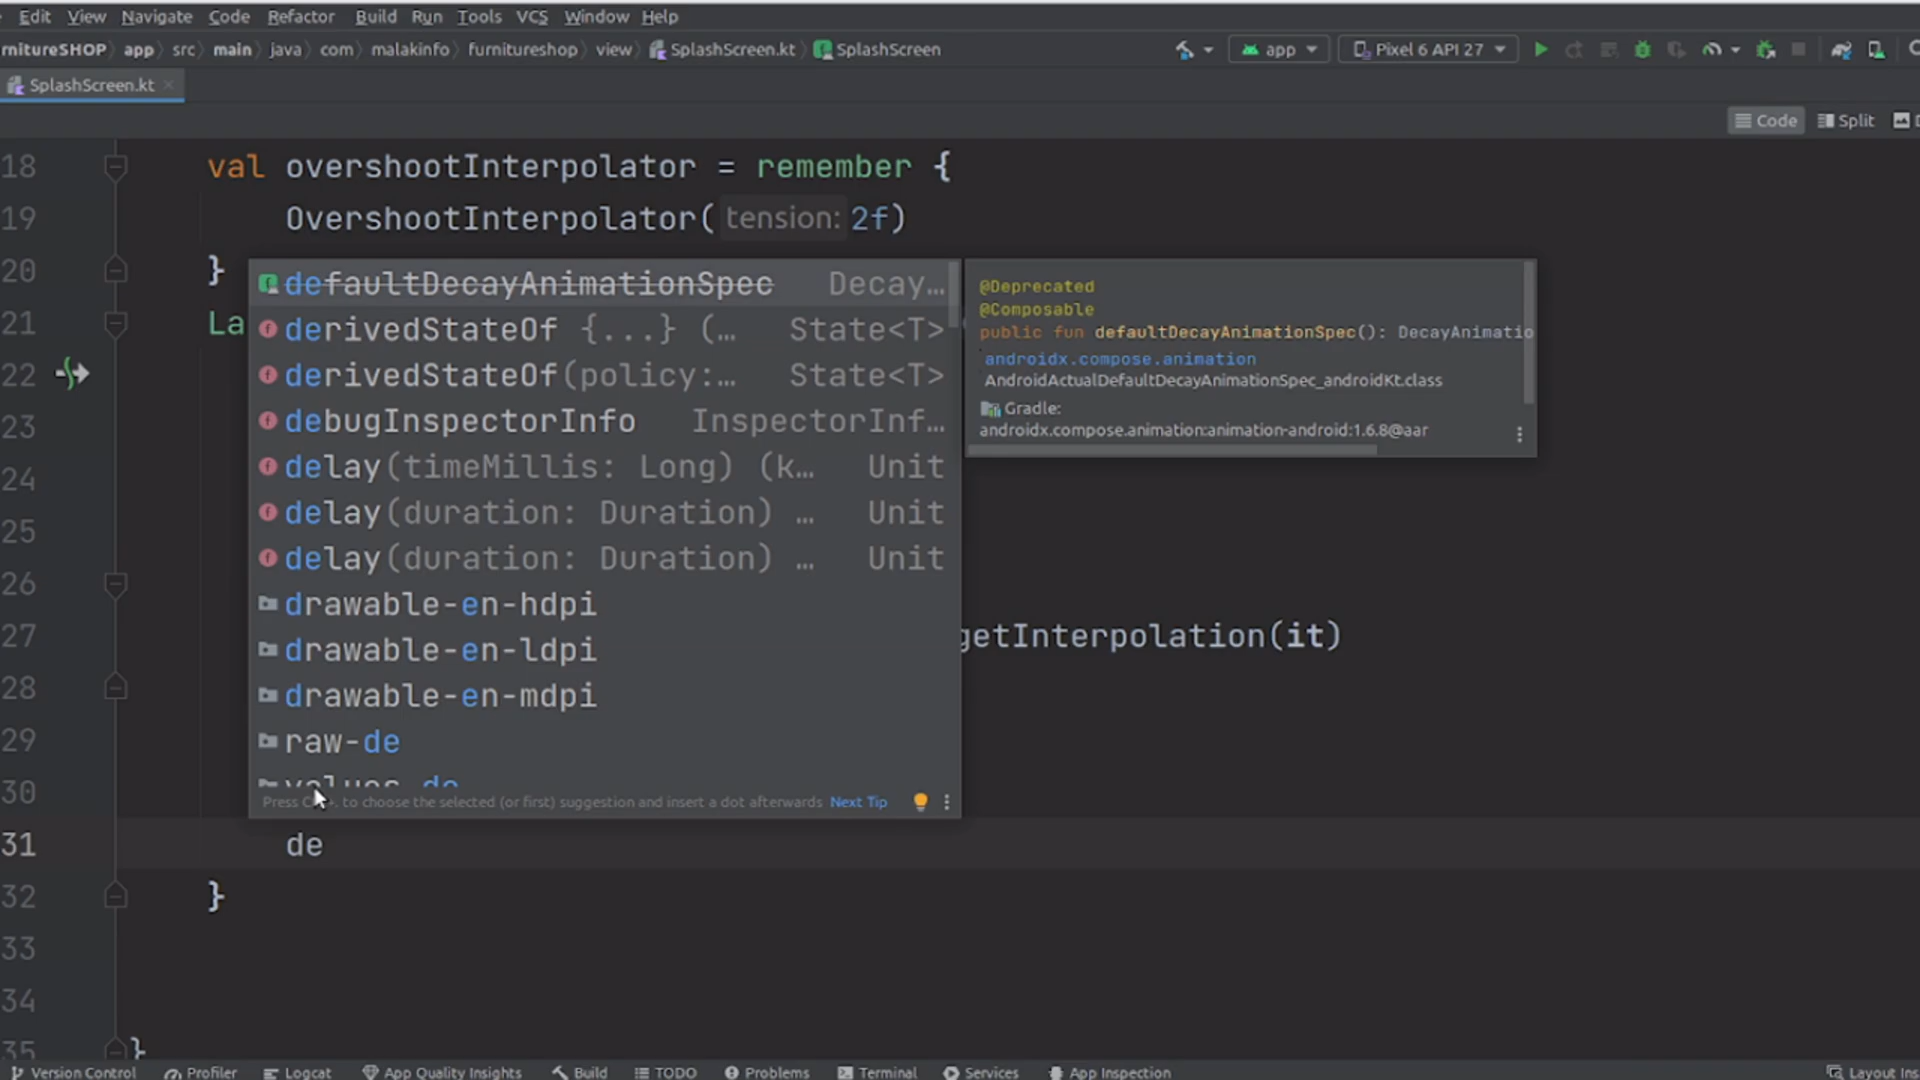 Edit View Navigate Code Refactor Build Run Tools VCS Window Help
rnitureSHOP app src main java com malakinfo furnitureshop view SplashScreen.kt SplashScreen app Pixel 6 API 27
SplashScreen.kt
Code Split
18 val overshootInterpolator = remember {
19 OvershootInterpolator( tension: 2f)
20 }
21 La
22
23
24
25
26
27 getInterpolation(it)
28
29
30
31 de
32 }
33
34
35 }
defaultDecayAnimationSpec Decay…
derivedStateOf {...} (… State<T>
derivedStateOf(policy:… State<T>
debugInspectorInfo InspectorInf…
delay(timeMillis: Long) (k… Unit
delay(duration: Duration) … Unit
delay(duration: Duration) … Unit
drawable-en-hdpi
drawable-en-ldpi
drawable-en-mdpi
raw-de
values-de
Press . to choose the selected (or first) suggestion and insert a dot afterwards Next Tip
@Deprecated
@Composable
public fun defaultDecayAnimationSpec(): DecayAnimatio
androidx.compose.animation
AndroidActualDefaultDecayAnimationSpec_androidKt.class
Gradle:
androidx.compose.animation:animation-android:1.6.8@aar
Version Control Profiler Logcat App Quality Insights Build TODO Problems Terminal Services App Inspection Layout Ins